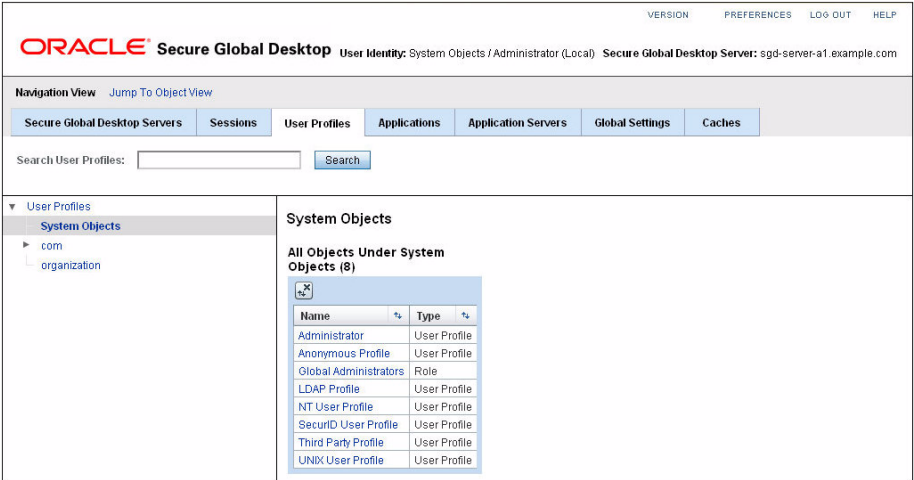 VERSION PREFERENCES LOG OUT HELP
ORACLE Secure Global Desktop User Identity: System Objects / Administrator (Local) Secure Global Desktop Server: sgd-server-a1.example.com
Navigation View Jump To Object View
Secure Global Desktop Servers Sessions User Profiles Applications Application Servers Global Settings Caches
Search User Profiles: Search
User Profiles
System Objects
com
organization
System Objects
All Objects Under System
Objects (8)
Name Type
Administrator User Profile
Anonymous Profile User Profile
Global Administrators Role
LDAP Profile User Profile
NT User Profile User Profile
SecurID User Profile User Profile
Third Party Profile User Profile
UNIX User Profile User Profile